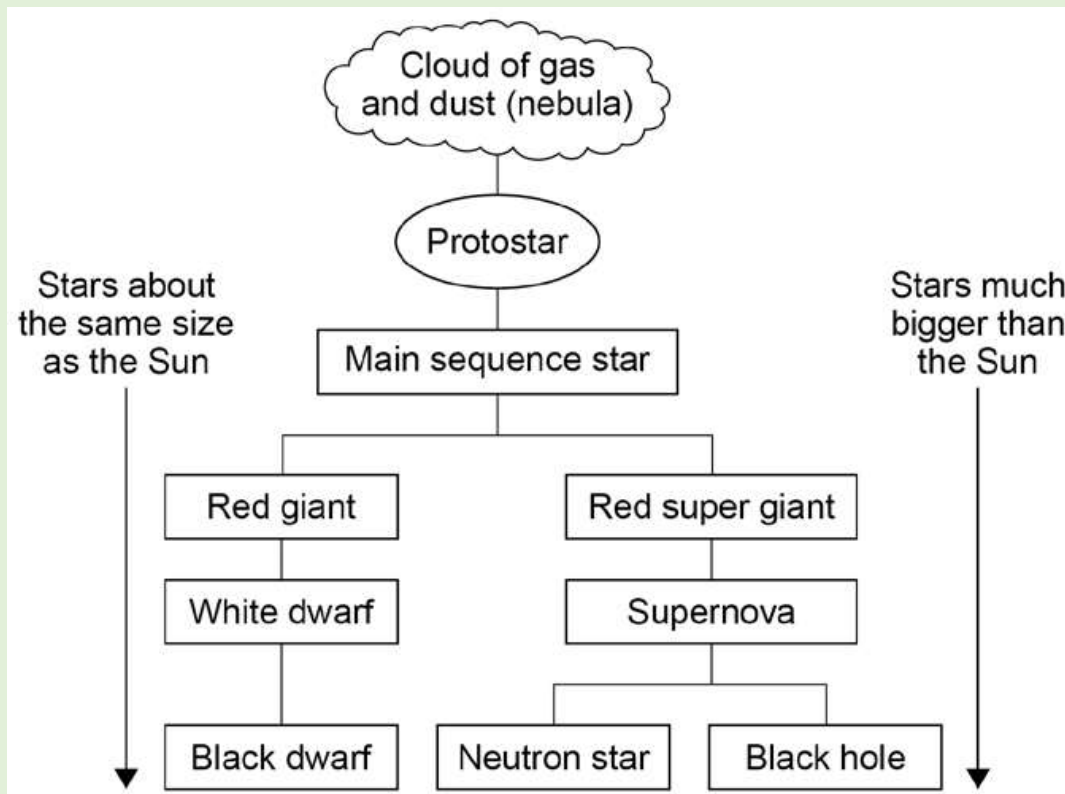 Cloud of gas
and dust (nebula)
Protostar
Stars about
the same size
as the Sun
Stars much
bigger than
the Sun
Main sequence star
Red giant
Red super giant
White dwarf
Supernova
Black dwarf
Neutron star
Black hole